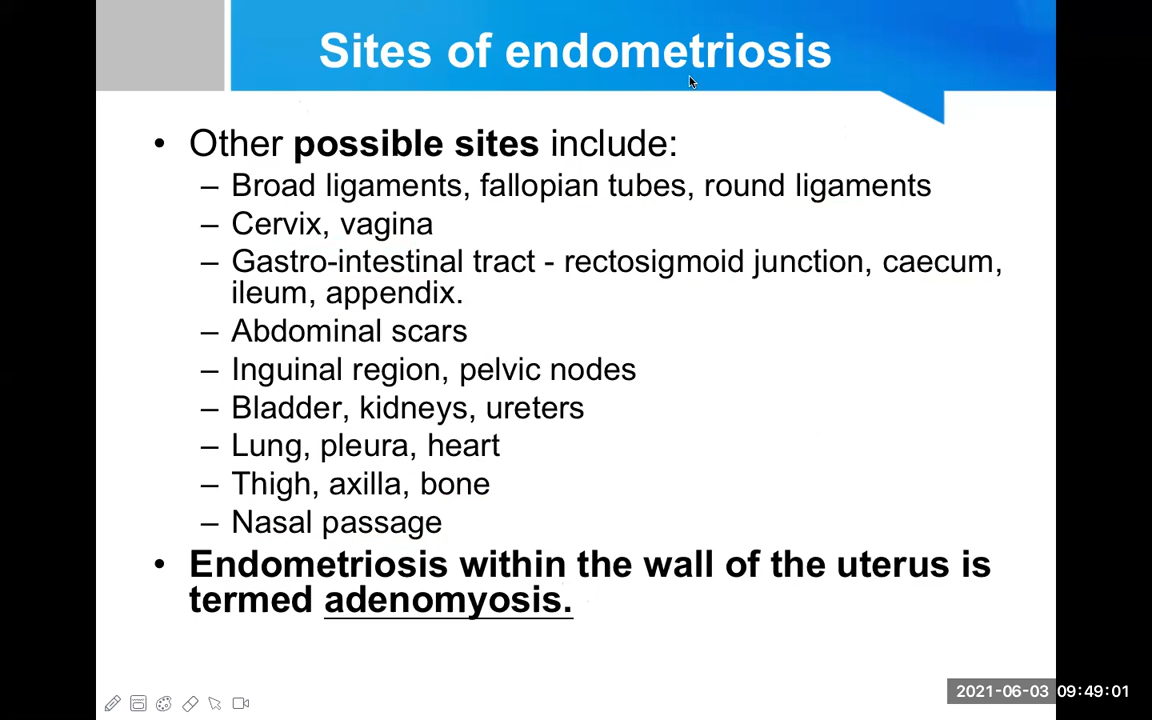 Sites of endometriosis
• Other possible sites include:
– Broad ligaments, fallopian tubes, round ligaments
– Cervix, vagina
– Gastro-intestinal tract - rectosigmoid junction, caecum,
ileum, appendix.
– Abdominal scars
– Inguinal region, pelvic nodes
– Bladder, kidneys, ureters
– Lung, pleura, heart
– Thigh, axilla, bone
– Nasal passage
• Endometriosis within the wall of the uterus is
termed adenomyosis.
2021-06-03 09:49:01